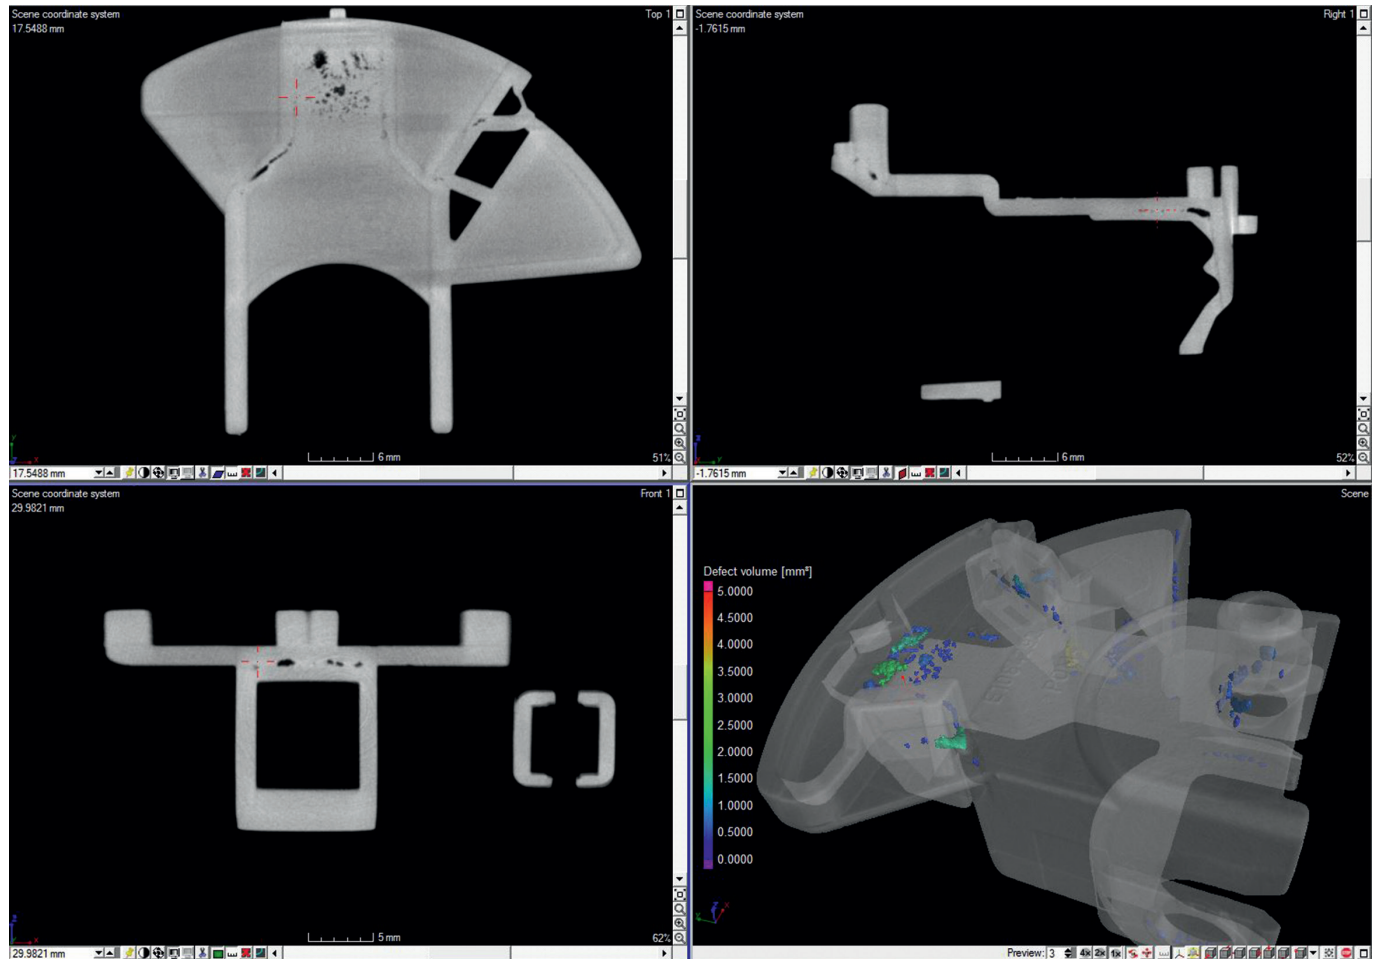 Scene coordinate system
Top 1
17.5488 mm
6 mm
51%
17.5488 mm
Scene coordinate system
Right 1
-1.7615 mm
6 mm
52%
-1.7615 mm
Scene coordinate system
Front 1
29.9821 mm
5 mm
62%
29.9821 mm
Scene
Defect volume [mm³]
5.0000
4.5000
4.0000
3.5000
3.0000
2.5000
2.0000
1.5000
1.0000
0.5000
0.0000
Preview: 3
4x 2x 1x